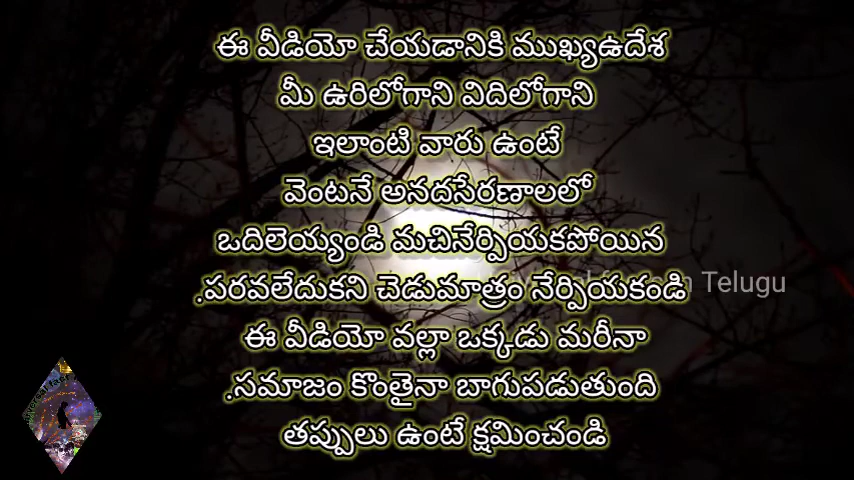 ఈ వీడియో చేయడానికి ముఖ్యఉదేశ
మీ ఉరిలోగాని విదిలోగాని
ఇలాంటి వారు ఉంటే
వెంటనే అనదసేరణాలలో
ఒదిలెయ్యండి మచినేర్పియకపోయిన
.పరవలేదుకని చెడుమాత్రం నేర్పియకండి
Telugu
ఈ వీడియో వల్లా ఒక్కడు మరీనా
.సమాజం కొంతైనా బాగుపడుతుంది
తప్పులు ఉంటే క్షమించండి